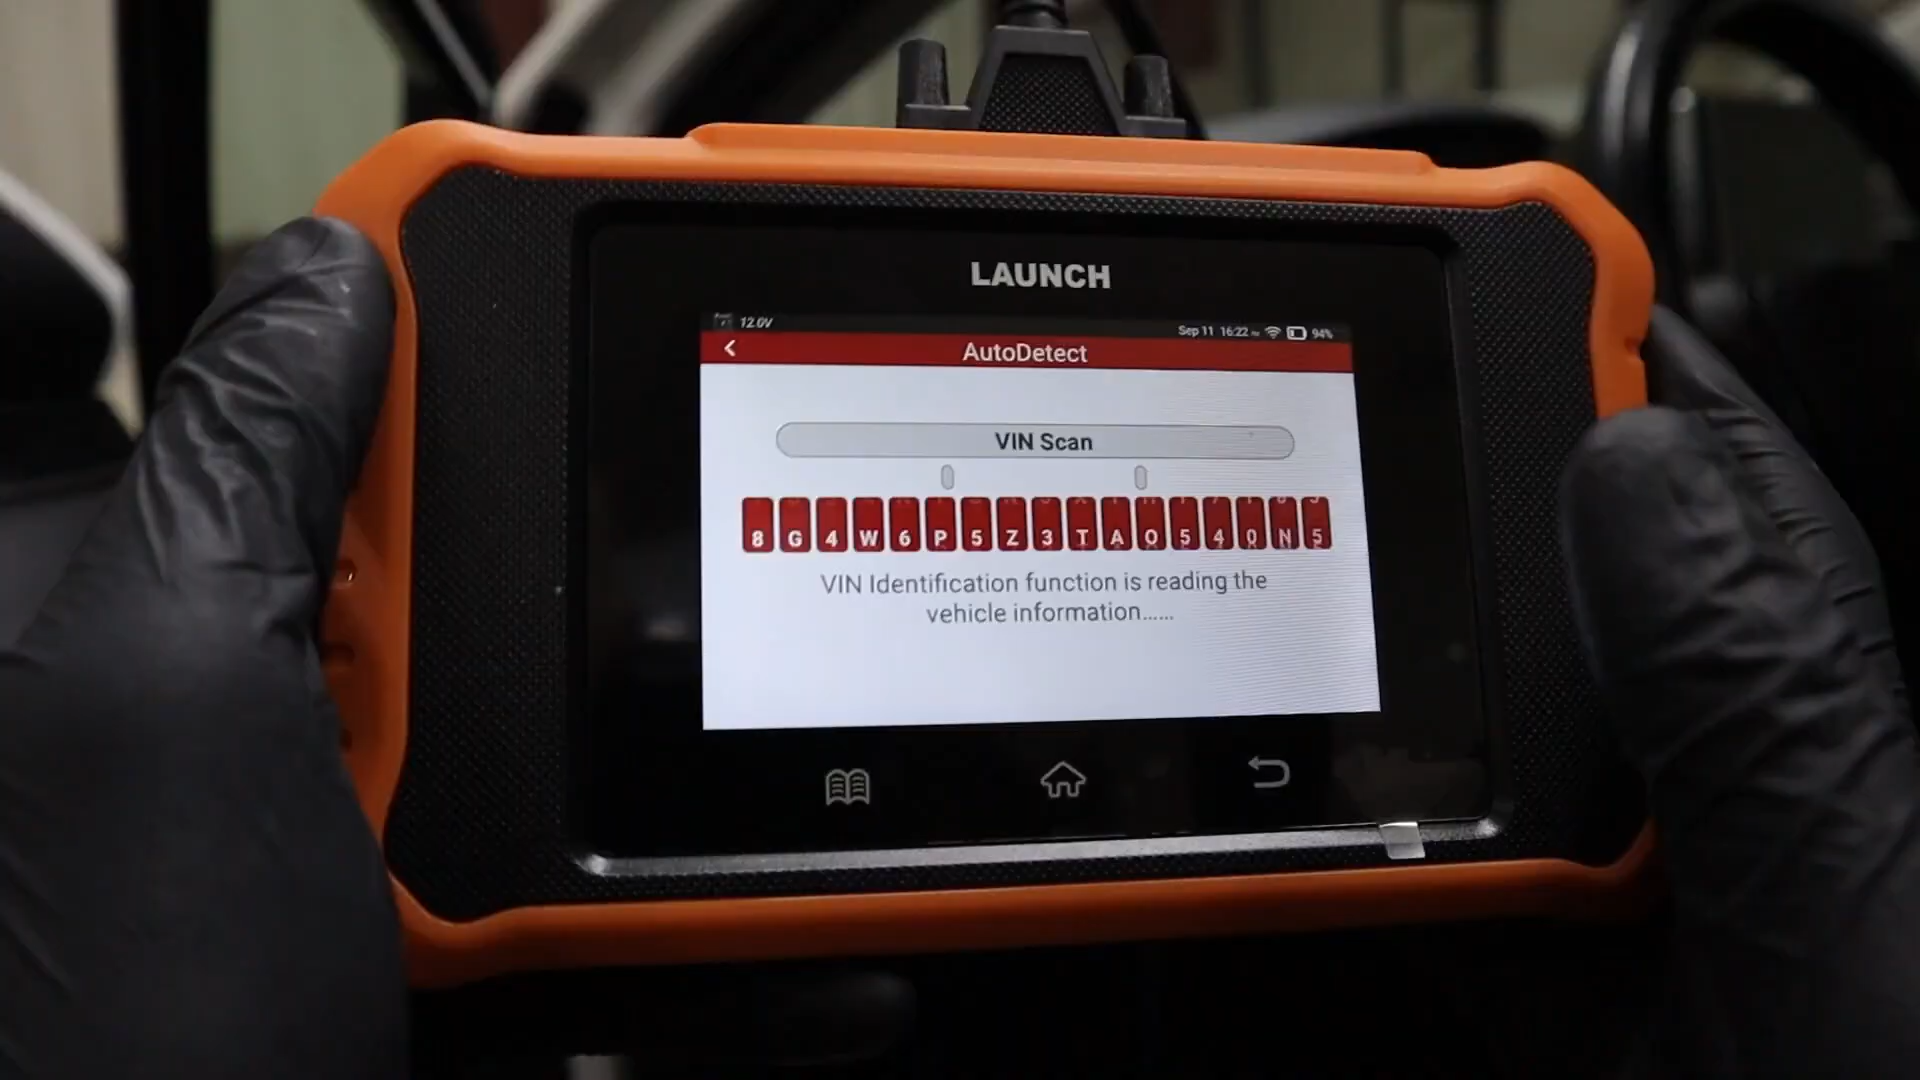 LAUNCH
12.0V Sep 11 16:22 94%
AutoDetect
VIN Scan
8G4W6P5Z3TAO540N5
VIN Identification function is reading the
vehicle information......